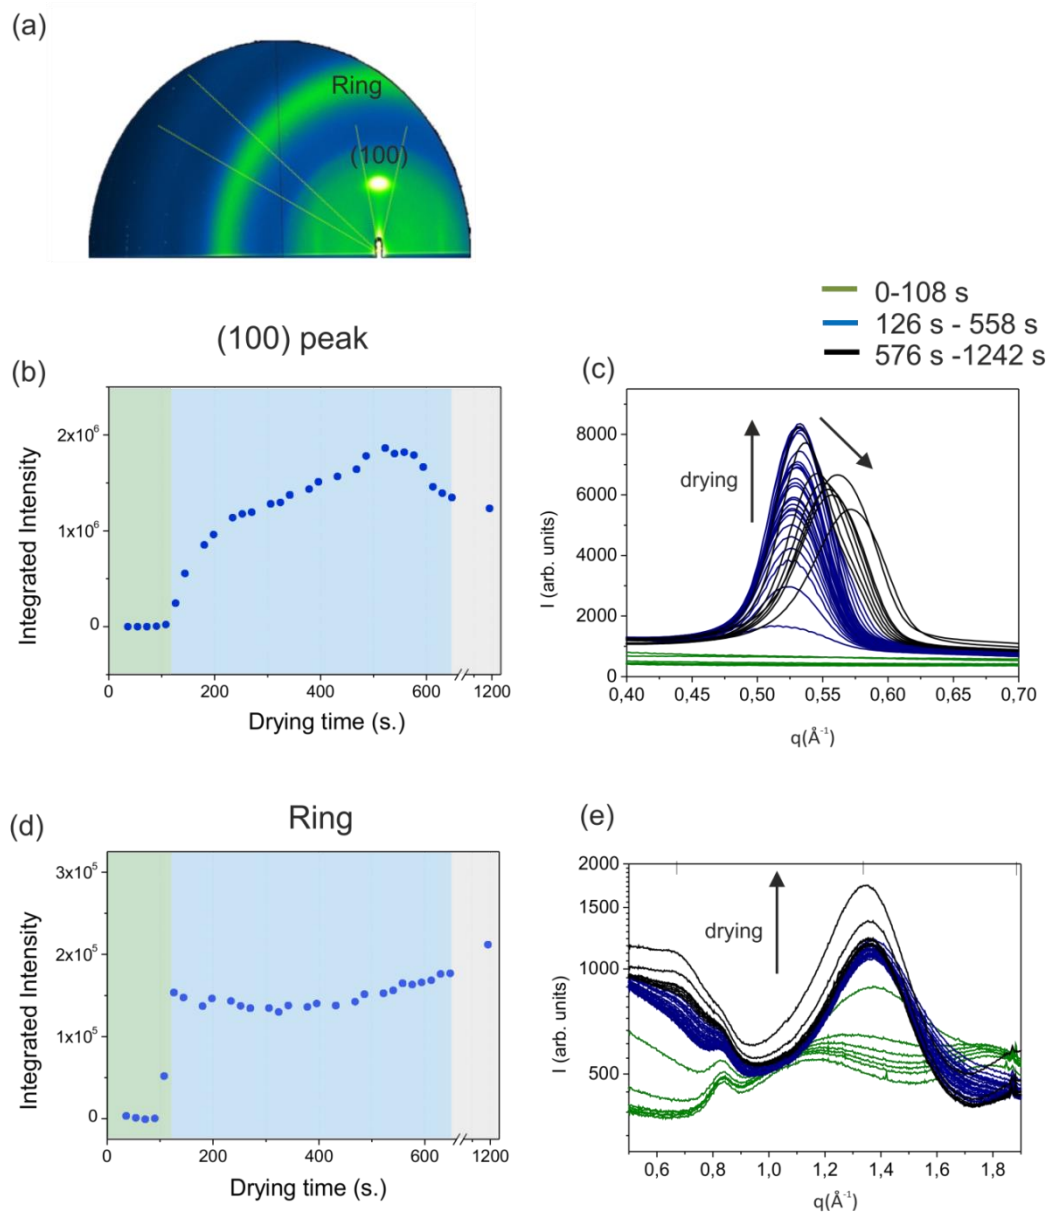 (a)
Ring
(100)
0-108 s
126 s - 558 s
576 s -1242 s
(100) peak
(b)
Integrated Intensity
2x10⁶
1x10⁶
0
0 200 400 600 1200
Drying time (s.)
(c)
I (arb. units)
8000
6000
4000
2000
0
drying
0,40 0,45 0,50 0,55 0,60 0,65 0,70
q(Å⁻¹)
(d)
Ring
Integrated Intensity
3x10⁵
2x10⁵
1x10⁵
0
0 200 400 600 1200
Drying time (s.)
(e)
I (arb. units)
2000
1500
1000
500
drying
0,6 0,8 1,0 1,2 1,4 1,6 1,8
q(Å⁻¹)